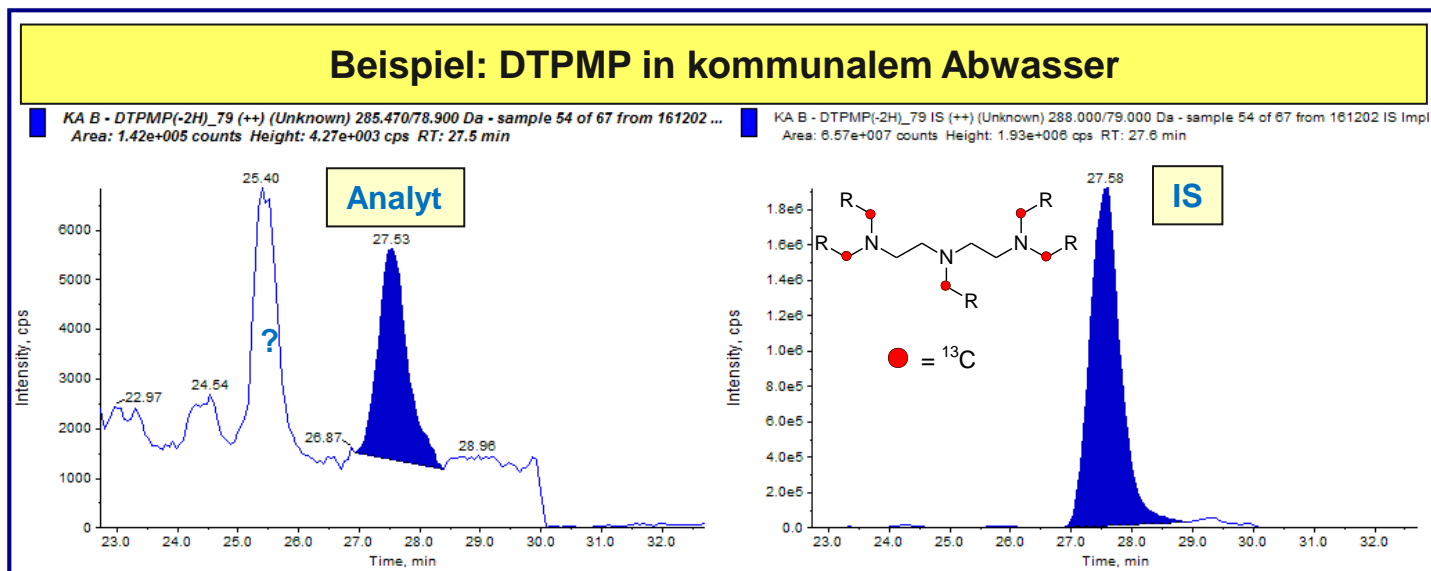 Beispiel: DTPMP in kommunalem Abwasser
KA B - DTPMP(-2H)_79 (++) (Unknown) 285.470/78.900 Da - sample 54 of 67 from 161202 ...
Area: 1.42e+005 counts Height: 4.27e+003 cps RT: 27.5 min
25.40
Analyt
27.53
6000
5000
4000
?
3000
22.97
24.54
2000
26.87
28.96
1000
0
Intensity, cps
23.0 24.0 25.0 26.0 27.0 28.0 29.0 30.0 31.0 32.0
Time, min
KA B - DTPMP(-2H)_79 IS (++) (Unknown) 288.000/79.000 Da - sample 54 of 67 from 161202 IS Impl
Area: 6.57e+007 counts Height: 1.93e+006 cps RT: 27.6 min
27.58
IS
1.8e6
1.6e6
1.4e6
1.2e6
1.0e6
8.0e5
6.0e5
4.0e5
2.0e5
0.0
Intensity, cps
R R
R N N N R
R
= 13C
23.0 24.0 25.0 26.0 27.0 28.0 29.0 30.0 31.0 32.0
Time, min